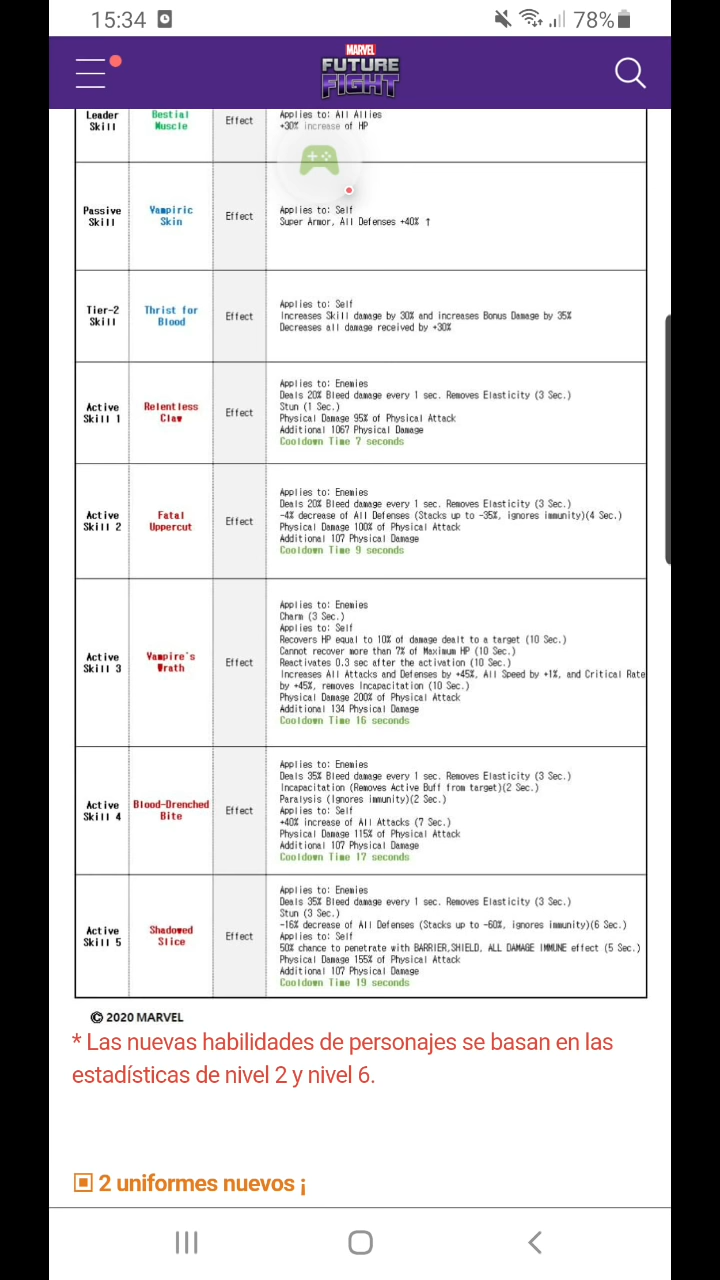 15:34
78%
MARVEL
FUTURE
FIGHT
Leader
Skill
Bestial
Muscle
Effect
Applies to: All Allies
+30% increase of HP
Passive
Skill
Vampiric
Skin
Effect
Applies to: Self
Super Armor, All Defenses +40% ↑
Tier-2
Skill
Thrist for
Blood
Effect
Applies to: Self
Increases Skill damage by 30% and increases Bonus Damage by 35%
Decreases all damage received by +30%
Active
Skill 1
Relentless
Claw
Effect
Applies to: Enemies
Deals 20% Bleed damage every 1 sec. Removes Elasticity (3 Sec.)
Stun (1 Sec.)
Physical Damage 95% of Physical Attack
Additional 1067 Physical Damage
Cooldown Time 7 seconds
Active
Skill 2
Fatal
Uppercut
Effect
Applies to: Enemies
Deals 20% Bleed damage every 1 sec. Removes Elasticity (3 Sec.)
-4% decrease of All Defenses (Stacks up to -35%, ignores immunity)(4 Sec.)
Physical Damage 100% of Physical Attack
Additional 107 Physical Damage
Cooldown Time 9 seconds
Active
Skill 3
Vampire's
Wrath
Effect
Applies to: Enemies
Charm (3 Sec.)
Applies to: Self
Recovers HP equal to 10% of damage dealt to a target (10 Sec.)
Cannot recover more than 7% of Maximum HP (10 Sec.)
Reactivates 0.3 sec after the activation (10 Sec.)
Increases All Attacks and Defenses by +45%, All Speed by +1%, and Critical Rate
by +45%, removes Incapacitation (10 Sec.)
Physical Damage 200% of Physical Attack
Additional 134 Physical Damage
Cooldown Time 16 seconds
Active
Skill 4
Blood-Drenched
Bite
Effect
Applies to: Enemies
Deals 35% Bleed damage every 1 sec. Removes Elasticity (3 Sec.)
Incapacitation (Removes Active Buff from target)(2 Sec.)
Paralysis (Ignores immunity)(2 Sec.)
Applies to: Self
+40% increase of All Attacks (7 Sec.)
Physical Damage 115% of Physical Attack
Additional 107 Physical Damage
Cooldown Time 17 seconds
Active
Skill 5
Shadowed
Slice
Effect
Applies to: Enemies
Deals 35% Bleed damage every 1 sec. Removes Elasticity (3 Sec.)
Stun (3 Sec.)
-16% decrease of All Defenses (Stacks up to -60%, ignores immunity)(6 Sec.)
Applies to: Self
50% chance to penetrate with BARRIER,SHIELD, ALL DAMAGE IMMUNE effect (5 Sec.)
Physical Damage 155% of Physical Attack
Additional 107 Physical Damage
Cooldown Time 19 seconds
© 2020 MARVEL
* Las nuevas habilidades de personajes se basan en las
estadísticas de nivel 2 y nivel 6.
▣ 2 uniformes nuevos ¡